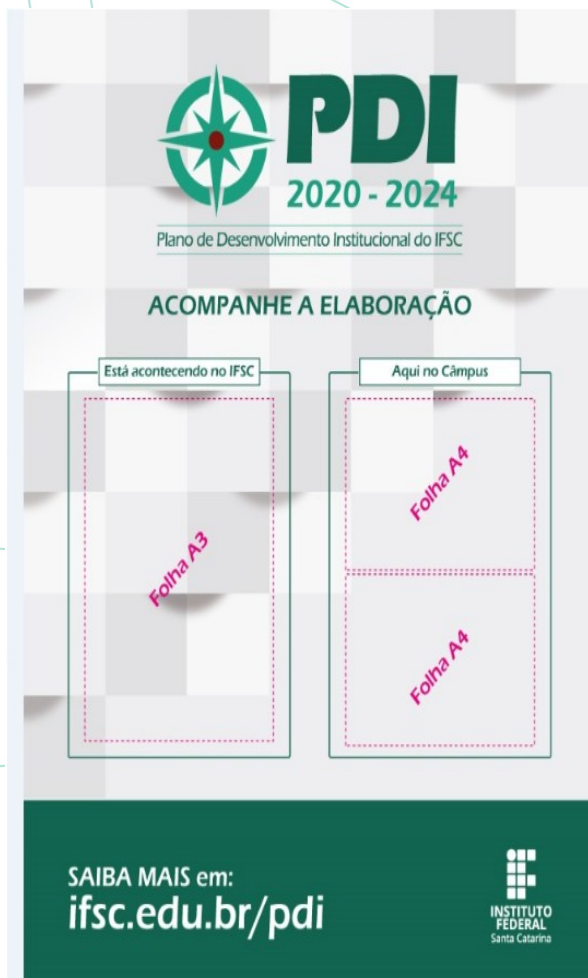 PDI
2020 - 2024
Plano de Desenvolvimento Institucional do IFSC
ACOMPANHE A ELABORAÇÃO
Está acontecendo no IFSC
Folha A3
Aqui no Câmpus
Folha A4
Folha A4
SAIBA MAIS em:
ifsc.edu.br/pdi
INSTITUTO
FEDERAL
Santa Catarina